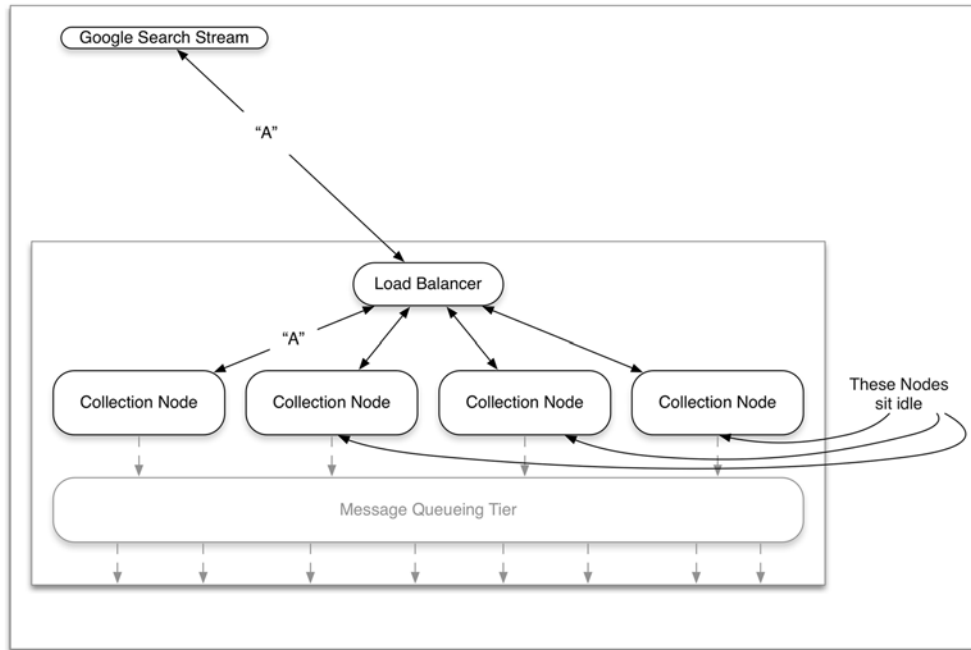 Google Search Stream
“A”
Load Balancer
“A”
Collection Node
Collection Node
Collection Node
Collection Node
These Nodes
sit idle
Message Queueing Tier